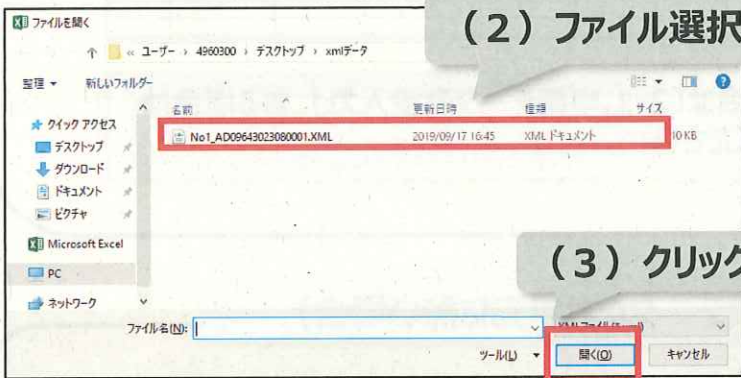 ファイルを開く
（２）ファイル選択
« ユーザー › 4960300 › デスクトップ › xmlデータ
整理 新しいフォルダー
名前 更新日時 種類 サイズ
クイック アクセス
No1_AD09643023080001.XML 2019/09/17 16:45 XML ドキュメント 10 KB
デスクトップ
ダウンロード
ドキュメント
ピクチャ
Microsoft Excel
PC
（３）クリック
ネットワーク
ファイル名(N):
ツール(L) 開く(O) キャンセル